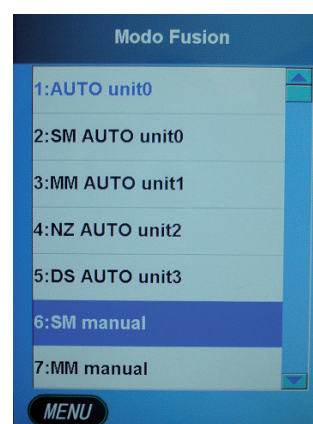 Modo Fusion
1:AUTO unit0
2:SM AUTO unit0
3:MM AUTO unit1
4:NZ AUTO unit2
5:DS AUTO unit3
6:SM manual
7:MM manual
MENU